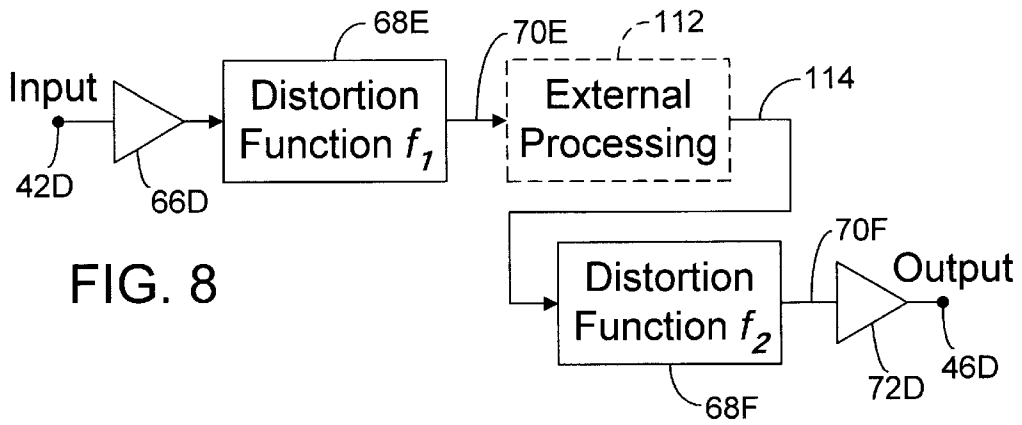 68E
70E
112
114
Input
Distortion
Function f1
External
Processing
42D
66D
FIG. 8
Distortion
Function f2
70F
Output
68F
72D
46D